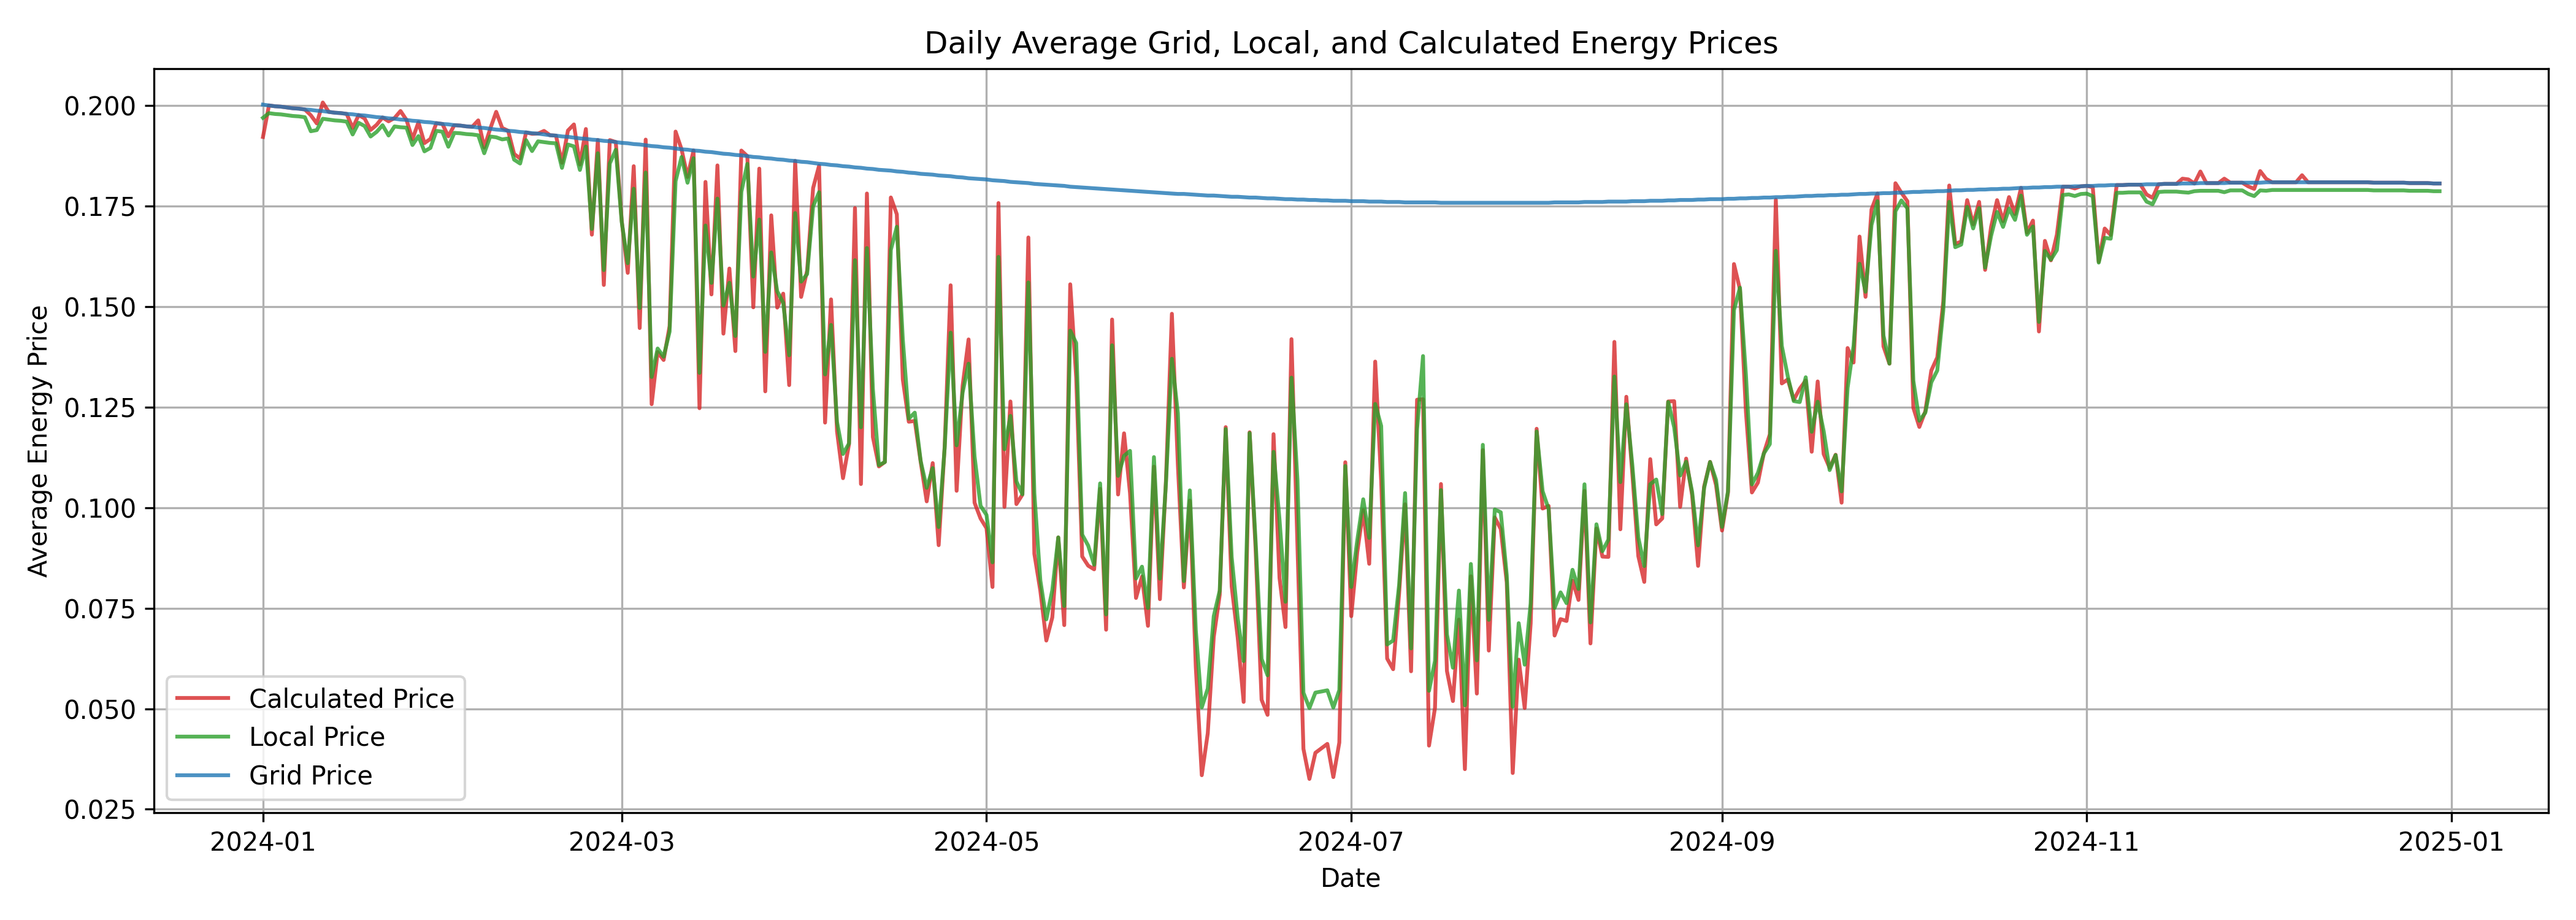 Daily Average Grid, Local, and Calculated Energy Prices
Average Energy Price
0.200
0.175
0.150
0.125
0.100
0.075
0.050
0.025
Calculated Price
Local Price
Grid Price
2024-01
2024-03
2024-05
2024-07
2024-09
2024-11
2025-01
Date